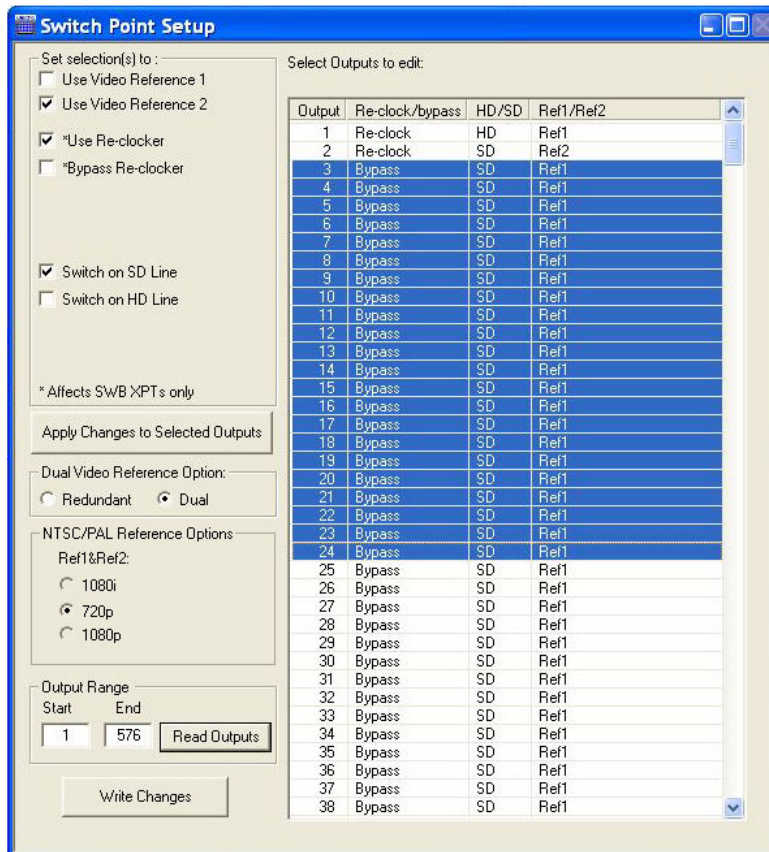 Switch Point Setup
Set selection(s) to :
Use Video Reference 1
Use Video Reference 2
*Use Re-clocker
*Bypass Re-clocker
Switch on SD Line
Switch on HD Line
* Affects SWB XPTs only
Apply Changes to Selected Outputs
Dual Video Reference Option:
Redundant Dual
NTSC/PAL Reference Options
Ref1&Ref2:
1080i
720p
1080p
Output Range
Start End
1 576 Read Outputs
Write Changes
Select Outputs to edit:
Output Re-clock/bypass HD/SD Ref1/Ref2
1 Re-clock HD Ref1
2 Re-clock SD Ref2
3 Bypass SD Ref1
4 Bypass SD Ref1
5 Bypass SD Ref1
6 Bypass SD Ref1
7 Bypass SD Ref1
8 Bypass SD Ref1
9 Bypass SD Ref1
10 Bypass SD Ref1
11 Bypass SD Ref1
12 Bypass SD Ref1
13 Bypass SD Ref1
14 Bypass SD Ref1
15 Bypass SD Ref1
16 Bypass SD Ref1
17 Bypass SD Ref1
18 Bypass SD Ref1
19 Bypass SD Ref1
20 Bypass SD Ref1
21 Bypass SD Ref1
22 Bypass SD Ref1
23 Bypass SD Ref1
24 Bypass SD Ref1
25 Bypass SD Ref1
26 Bypass SD Ref1
27 Bypass SD Ref1
28 Bypass SD Ref1
29 Bypass SD Ref1
30 Bypass SD Ref1
31 Bypass SD Ref1
32 Bypass SD Ref1
33 Bypass SD Ref1
34 Bypass SD Ref1
35 Bypass SD Ref1
36 Bypass SD Ref1
37 Bypass SD Ref1
38 Bypass SD Ref1